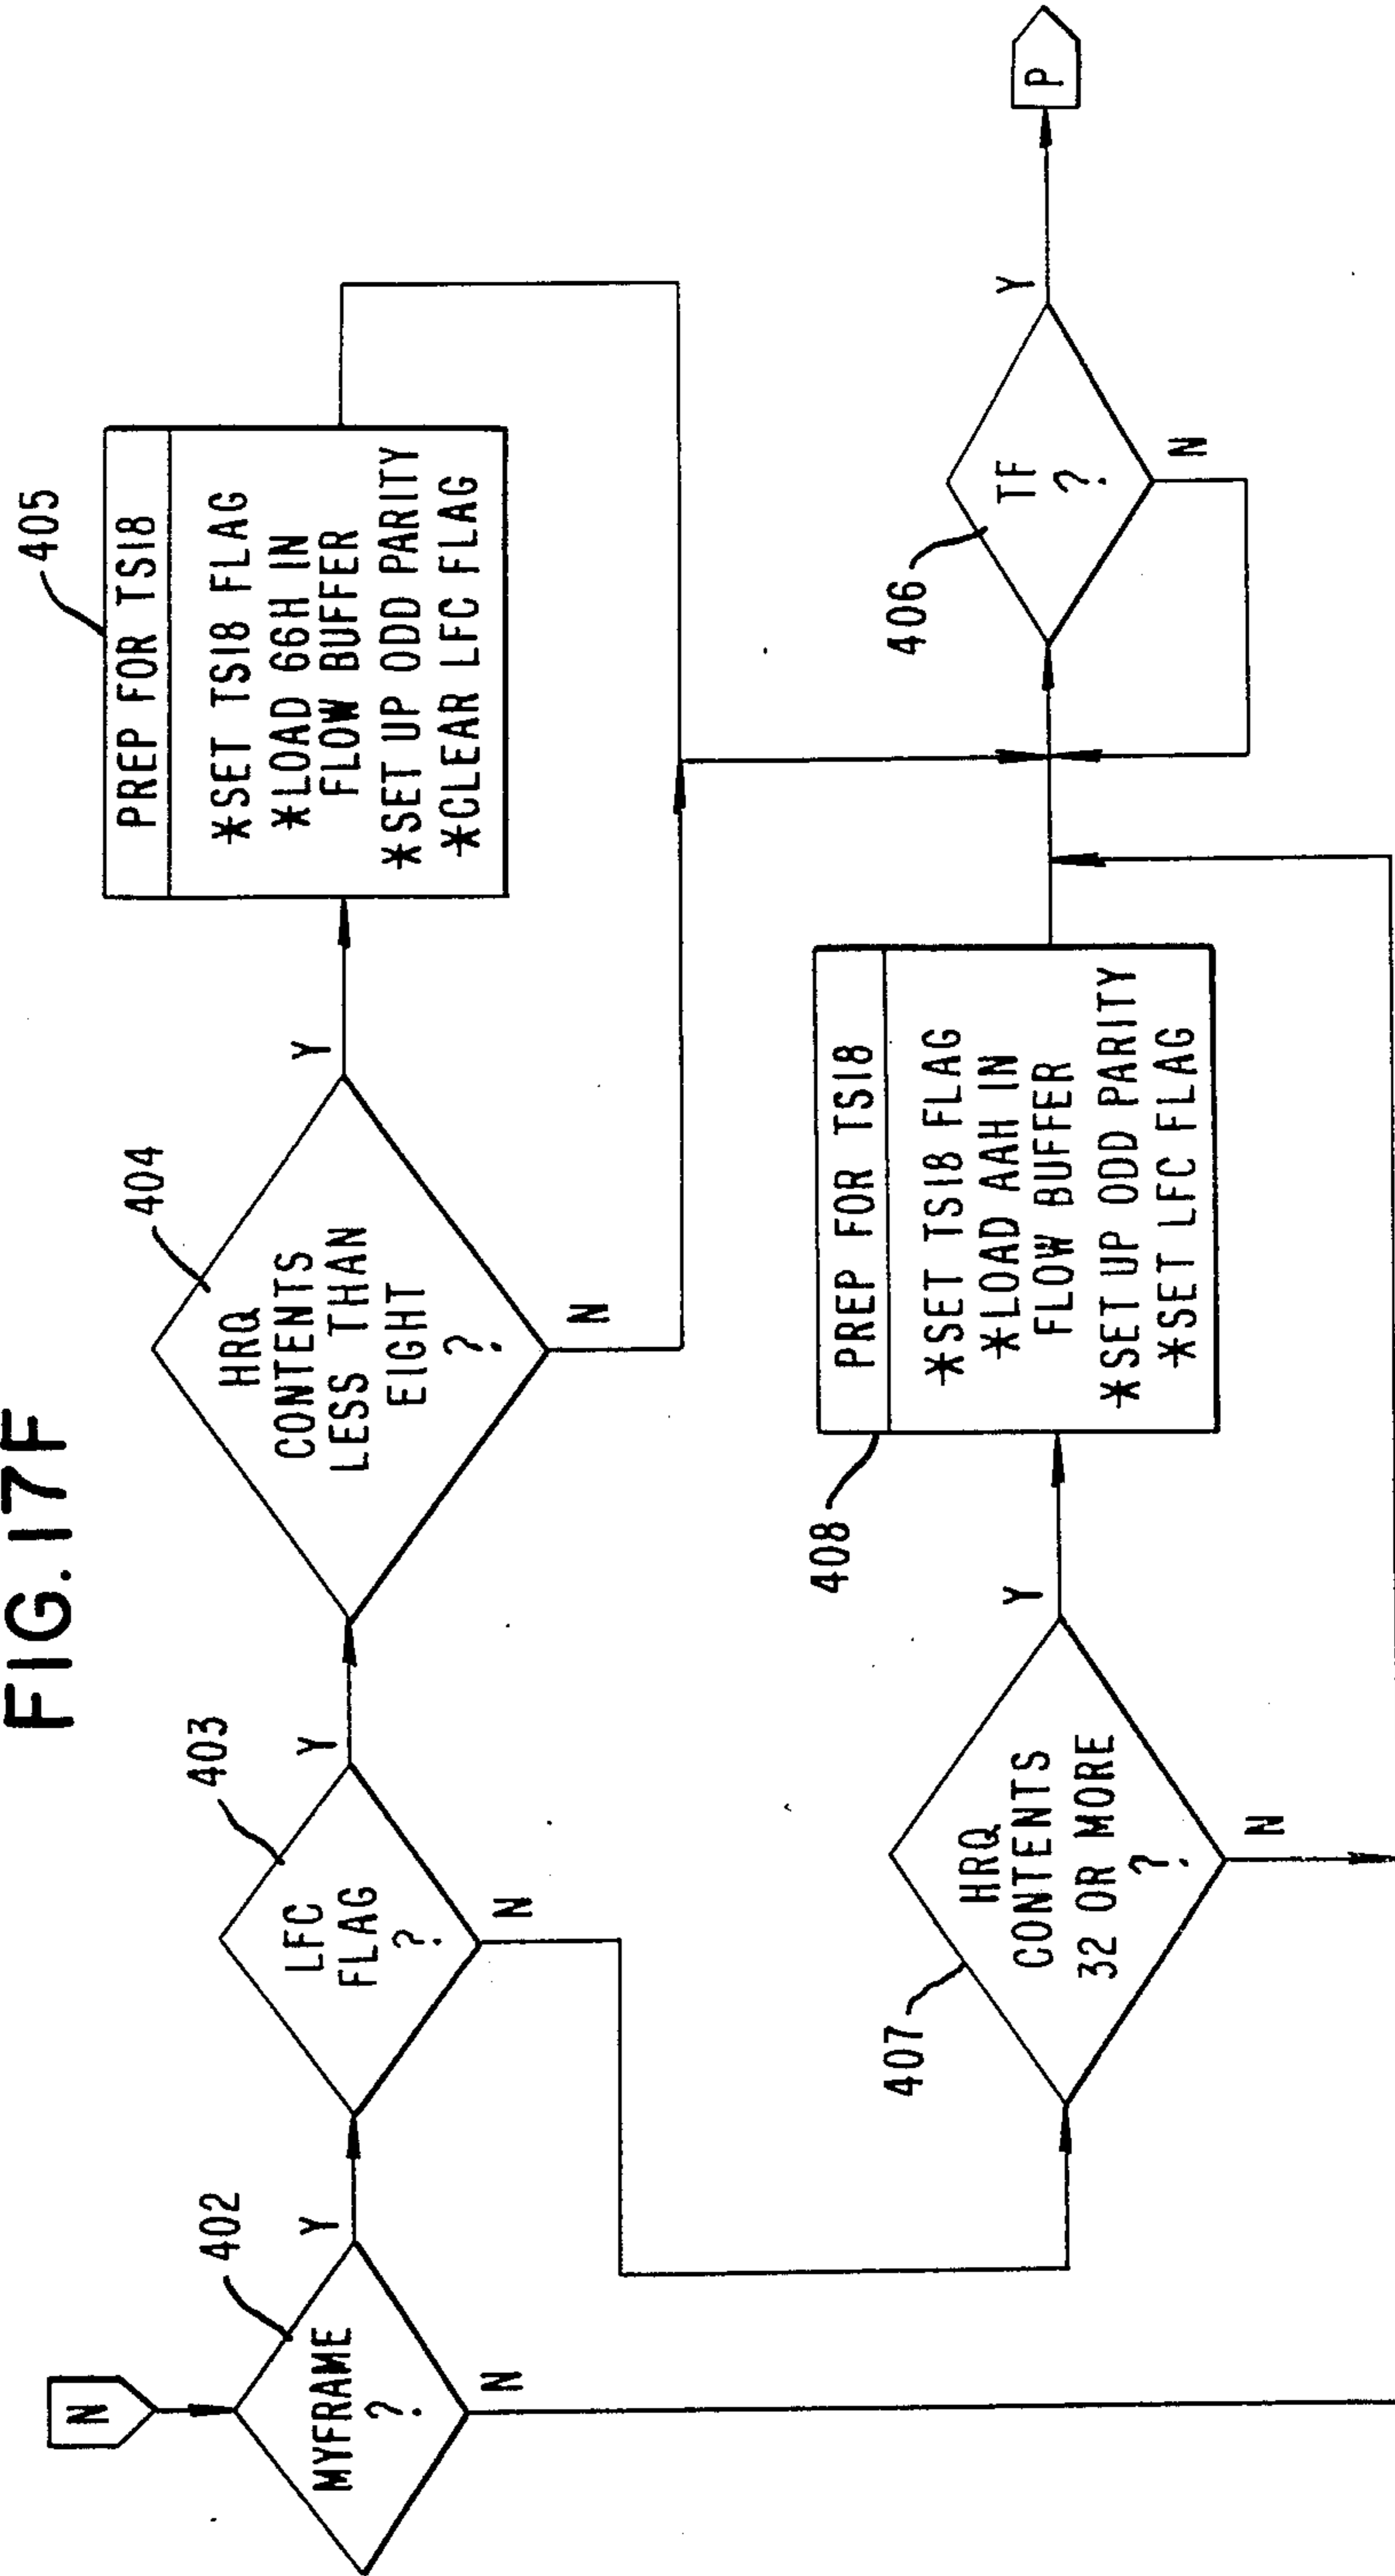 FIG. 17F
N
402
MYFRAME
?
Y
N
403
LFC
FLAG
?
Y
N
404
HRQ
CONTENTS
LESS THAN
EIGHT
?
Y
N
405
PREP FOR TS18
*SET TS18 FLAG
*LOAD 66H IN
FLOW BUFFER
*SET UP ODD PARITY
*CLEAR LFC FLAG
407
HRQ
CONTENTS
32 OR MORE
?
Y
N
408
PREP FOR TS18
*SET TS18 FLAG
*LOAD AAH IN
FLOW BUFFER
*SET UP ODD PARITY
*SET LFC FLAG
406
TF
?
Y
N
P